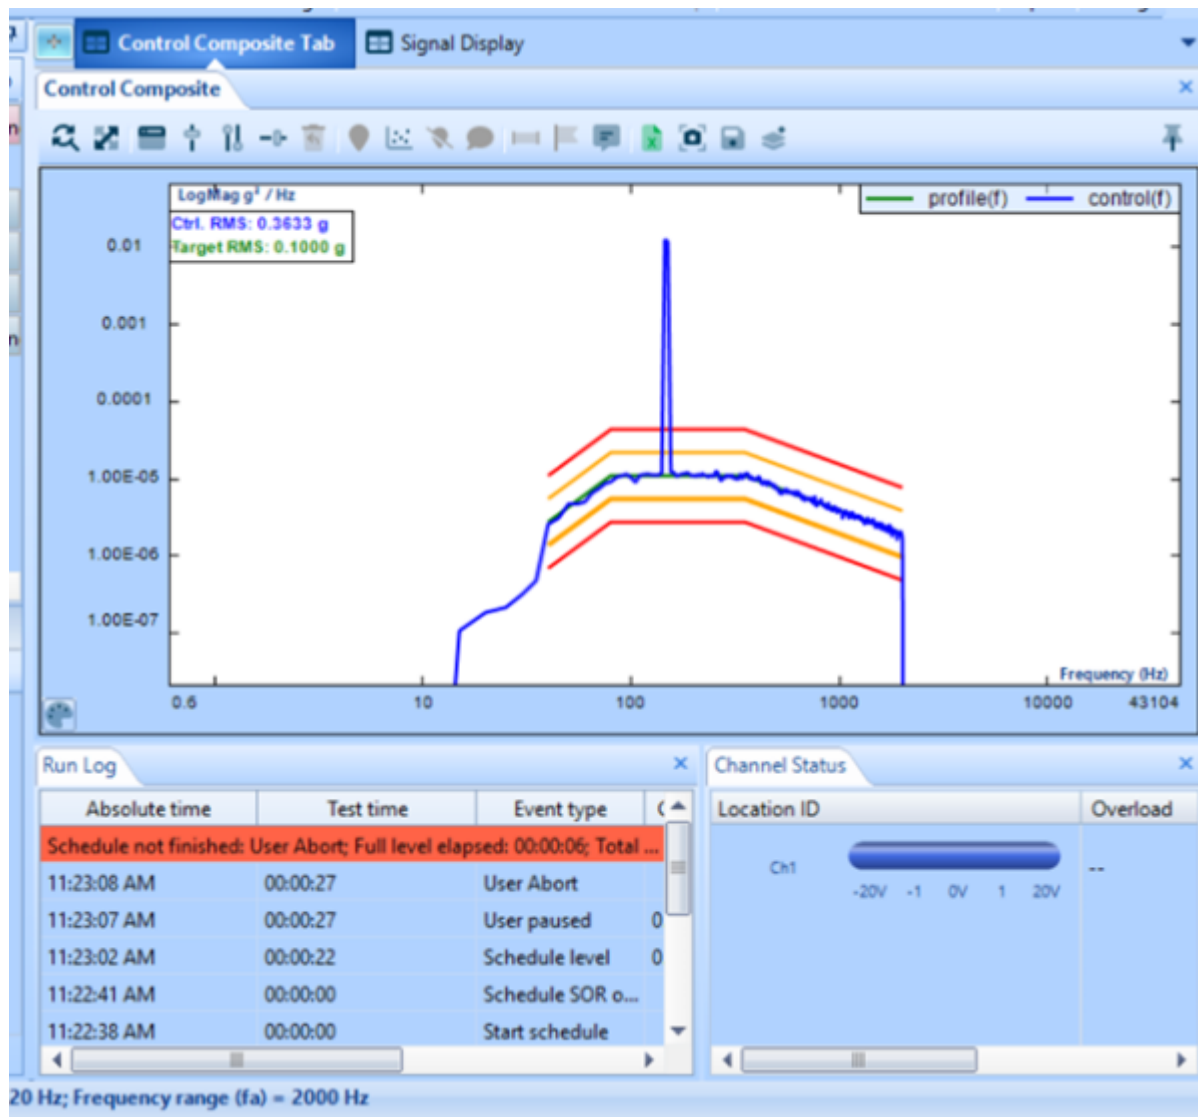 Control Composite Tab Signal Display
Control Composite
LogMag g² / Hz
profile(f) control(f)
Ctrl. RMS: 0.3633 g
Target RMS: 0.1000 g
0.01
0.001
0.0001
1.00E-05
1.00E-06
1.00E-07
Frequency (Hz)
0.6 10 100 1000 10000 43104
Run Log
Absolute time Test time Event type
Schedule not finished: User Abort; Full level elapsed: 00:00:06; Total ...
11:23:08 AM 00:00:27 User Abort
11:23:07 AM 00:00:27 User paused 0
11:23:02 AM 00:00:22 Schedule level 0
11:22:41 AM 00:00:00 Schedule SOR o...
11:22:38 AM 00:00:00 Start schedule
Channel Status
Location ID Overload
Ch1 --
-20V -1 0V 1 20V
20 Hz; Frequency range (fa) = 2000 Hz